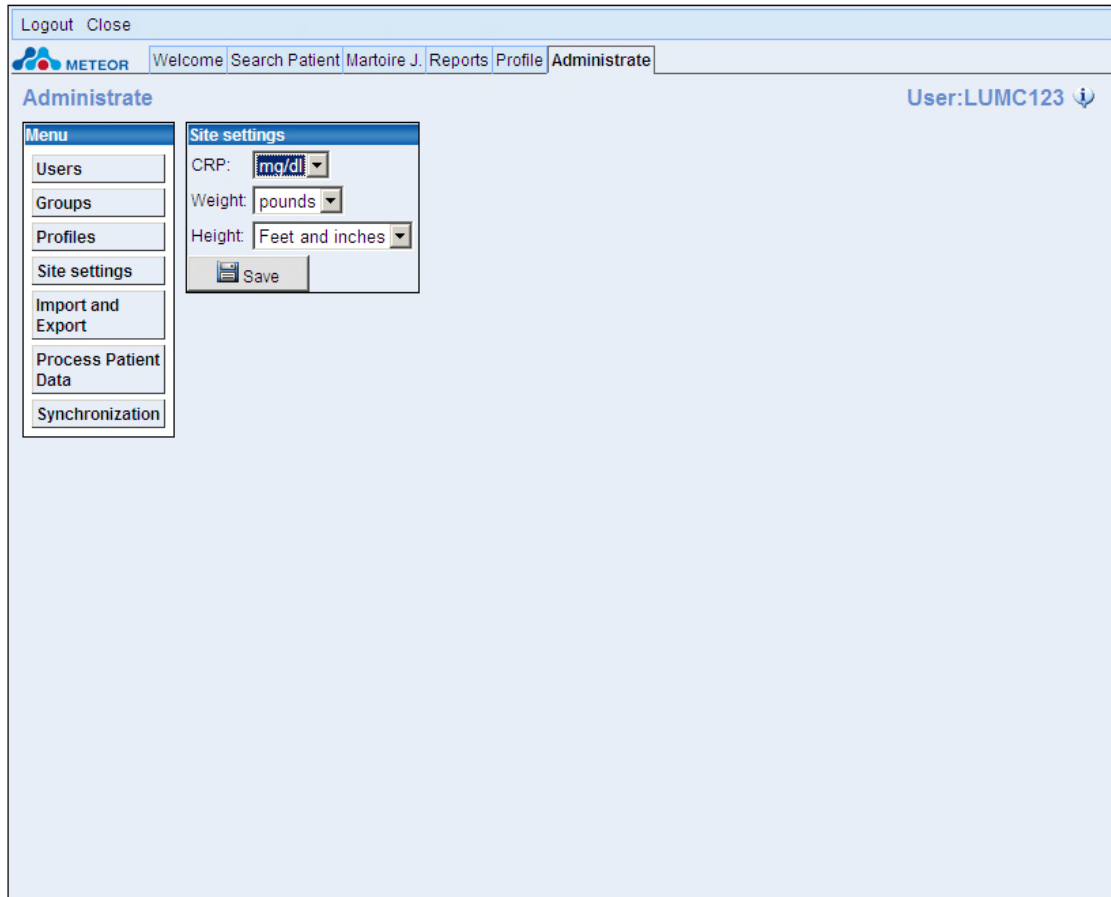 Logout Close
METEOR Welcome Search Patient Martoire J. Reports Profile Administrate
Administrate User:LUMC123
Menu
Users
Groups
Profiles
Site settings
Import and
Export
Process Patient
Data
Synchronization
Site settings
CRP: mg/dl
Weight: pounds
Height: Feet and inches
Save